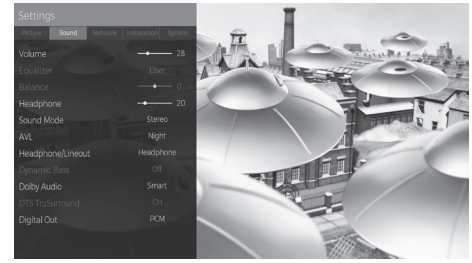 Settings
Picture Sound Network Installation System
Volume 28
Equalizer User
Balance 0
Headphone 20
Sound Mode Stereo
AVL Night
Headphone/Lineout Headphone
Dynamic Bass Off
Dolby Audio Smart
DTS TruSurround On
Digital Out PCM